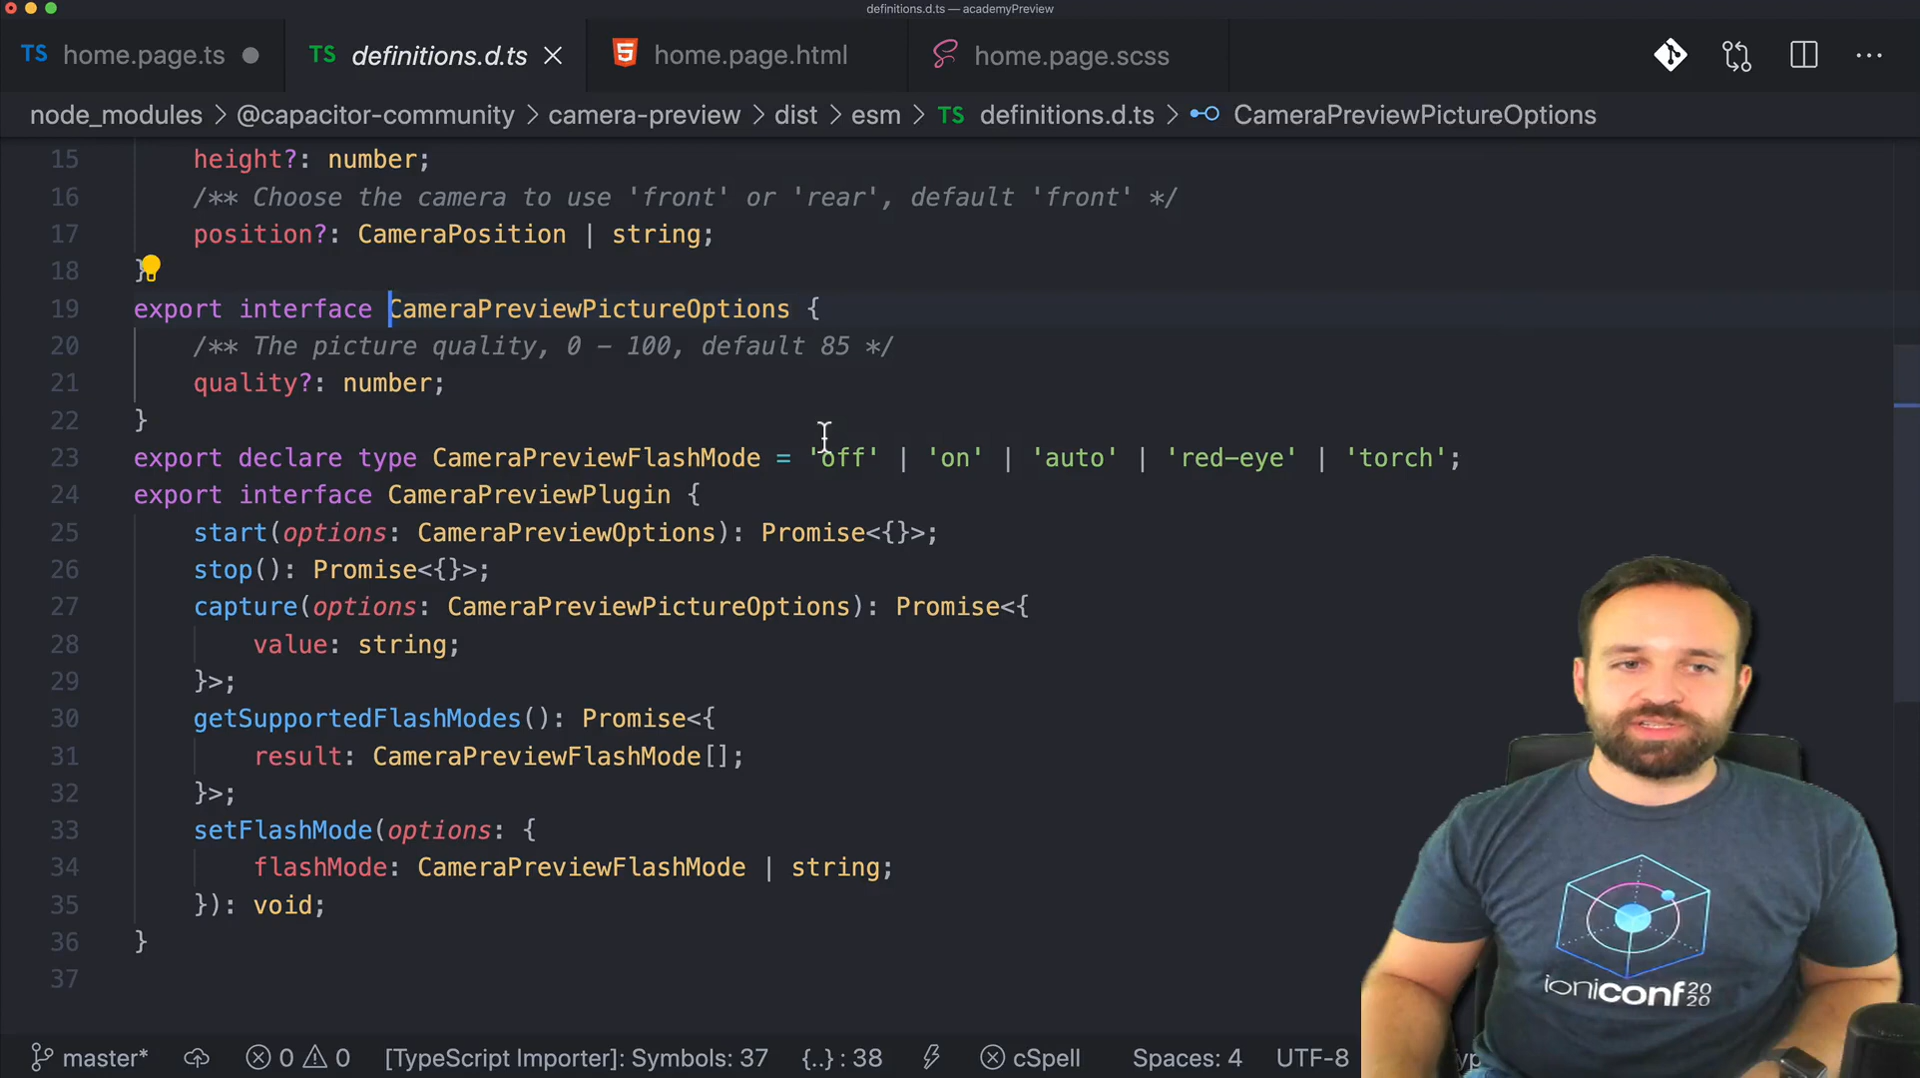 definitions.d.ts — academyPreview
TS home.page.ts TS definitions.d.ts home.page.html home.page.scss
node_modules > @capacitor-community > camera-preview > dist > esm > TS definitions.d.ts > CameraPreviewPictureOptions
15 height?: number;
16 /** Choose the camera to use 'front' or 'rear', default 'front' */
17 position?: CameraPosition | string;
18 }
19 export interface CameraPreviewPictureOptions {
20 /** The picture quality, 0 - 100, default 85 */
21 quality?: number;
22 }
23 export declare type CameraPreviewFlashMode = 'off' | 'on' | 'auto' | 'red-eye' | 'torch';
24 export interface CameraPreviewPlugin {
25 start(options: CameraPreviewOptions): Promise<{}>;
26 stop(): Promise<{}>;
27 capture(options: CameraPreviewPictureOptions): Promise<{
28 value: string;
29 }>;
30 getSupportedFlashModes(): Promise<{
31 result: CameraPreviewFlashMode[];
32 }>;
33 setFlashMode(options: {
34 flashMode: CameraPreviewFlashMode | string;
35 }): void;
36 }
37
ioniconf 2020
master* 0 0 [TypeScript Importer]: Symbols: 37 {..} : 38 cSpell Spaces: 4 UTF-8